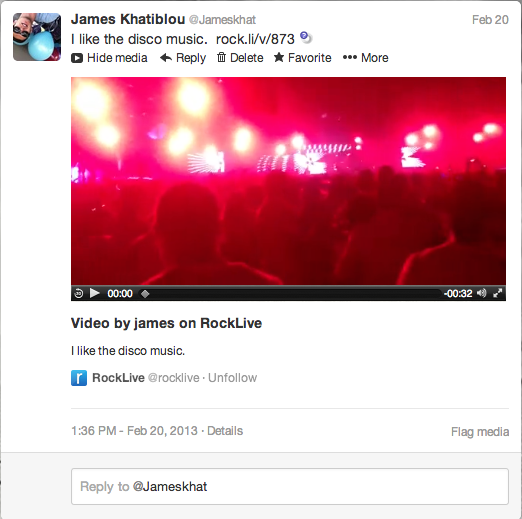 James Khatiblou @Jameskhat Feb 20
I like the disco music. rock.li/v/873
Hide media Reply Delete Favorite More
00:00 -00:32
Video by james on RockLive
I like the disco music.
r RockLive @rocklive · Unfollow
1:36 PM - Feb 20, 2013 · Details Flag media
Reply to @Jameskhat